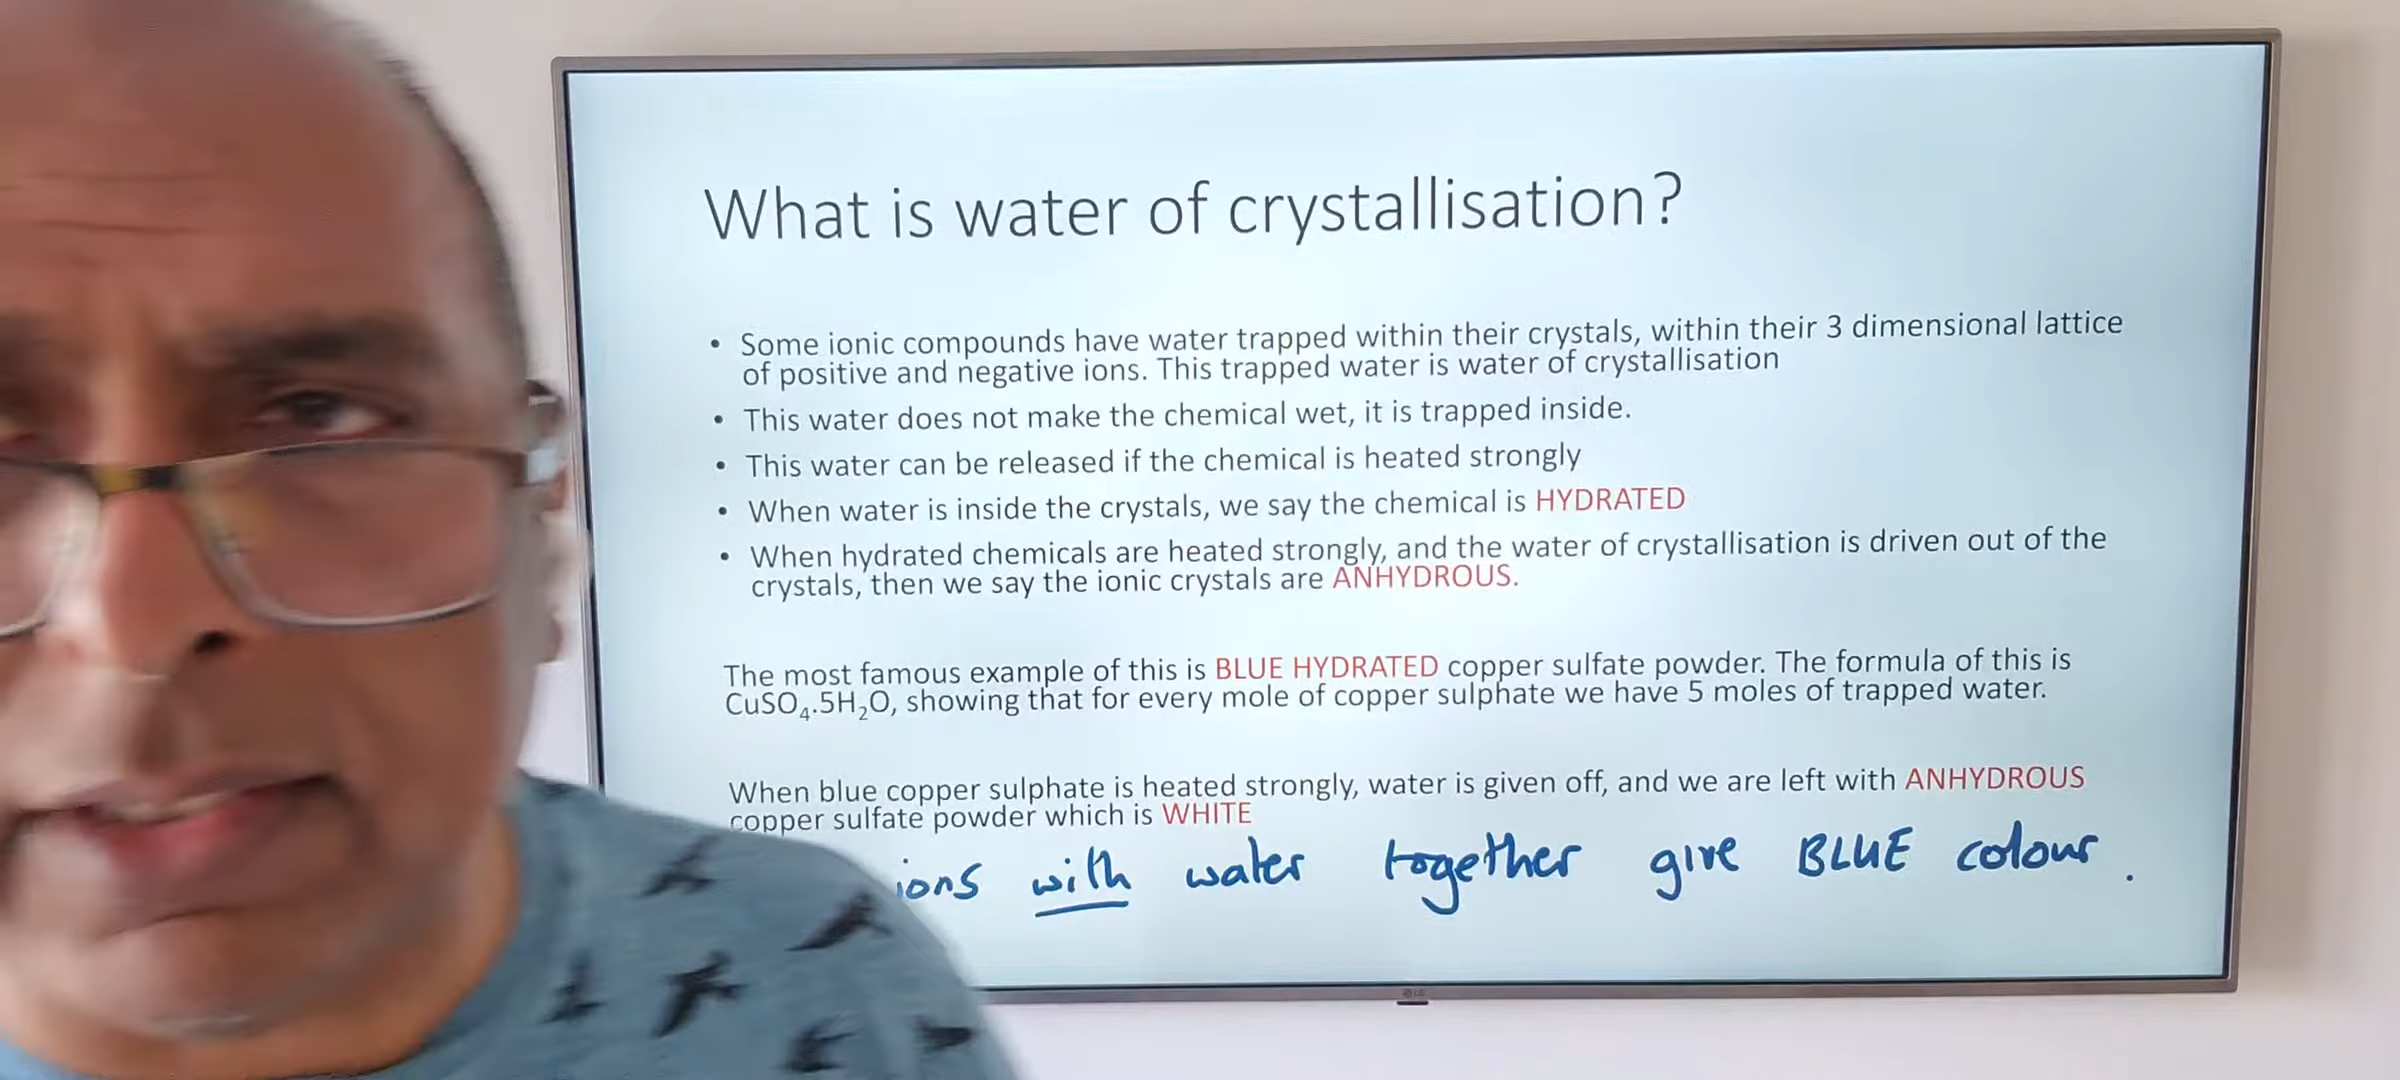 What is water of crystallisation?
• Some ionic compounds have water trapped within their crystals, within their 3 dimensional lattice
of positive and negative ions. This trapped water is water of crystallisation
• This water does not make the chemical wet, it is trapped inside.
• This water can be released if the chemical is heated strongly
• When water is inside the crystals, we say the chemical is HYDRATED
• When hydrated chemicals are heated strongly, and the water of crystallisation is driven out of the
crystals, then we say the ionic crystals are ANHYDROUS.
The most famous example of this is BLUE HYDRATED copper sulfate powder. The formula of this is
CuSO₄.5H₂O, showing that for every mole of copper sulphate we have 5 moles of trapped water.
When blue copper sulphate is heated strongly, water is given off, and we are left with ANHYDROUS
copper sulfate powder which is WHITE
ions with water together give BLUE colour.
LG